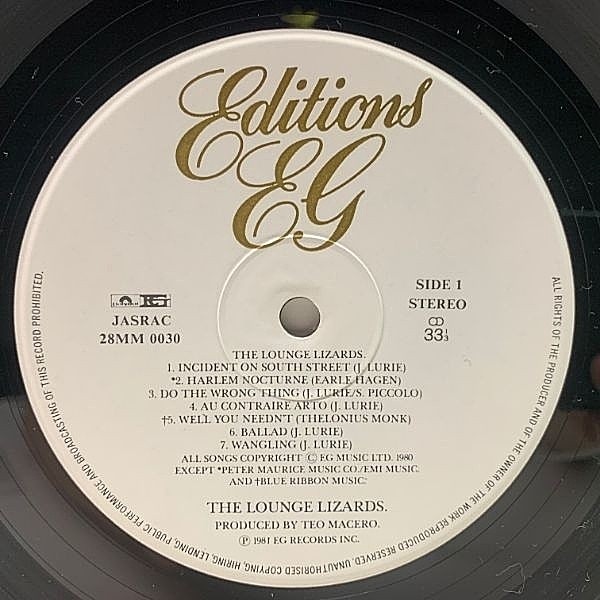 Editions
E.G
SIDE 1
STEREO
33 1/3
JASRAC
28MM 0030
THE LOUNGE LIZARDS.
1. INCIDENT ON SOUTH STREET (J. LURIE)
*2. HARLEM NOCTURNE (EARLE HAGEN)
3. DO THE WRONG THING (J. LURIE/S. PICCOLO)
4. AU CONTRAIRE ARTO (J. LURIE)
†5. WELL YOU NEEDN'T (THELONIUS MONK)
6. BALLAD (J. LURIE)
7. WANGLING (J. LURIE)
ALL SONGS COPYRIGHT Ⓒ EG MUSIC LTD. 1980
EXCEPT *PETER MAURICE MUSIC CO./EMI MUSIC.
AND †BLUE RIBBON MUSIC.
THE LOUNGE LIZARDS.
PRODUCED BY TEO MACERO.
Ⓟ 1981 EG RECORDS INC.
ALL RIGHTS OF THE PRODUCER AND OF THE OWNER OF THE WORK REPRODUCED RESERVED. UNAUTHORISED COPYING, HIRING, LENDING, PUBLIC PERFORMANCE AND BROADCASTING OF THIS RECORD PROHIBITED.